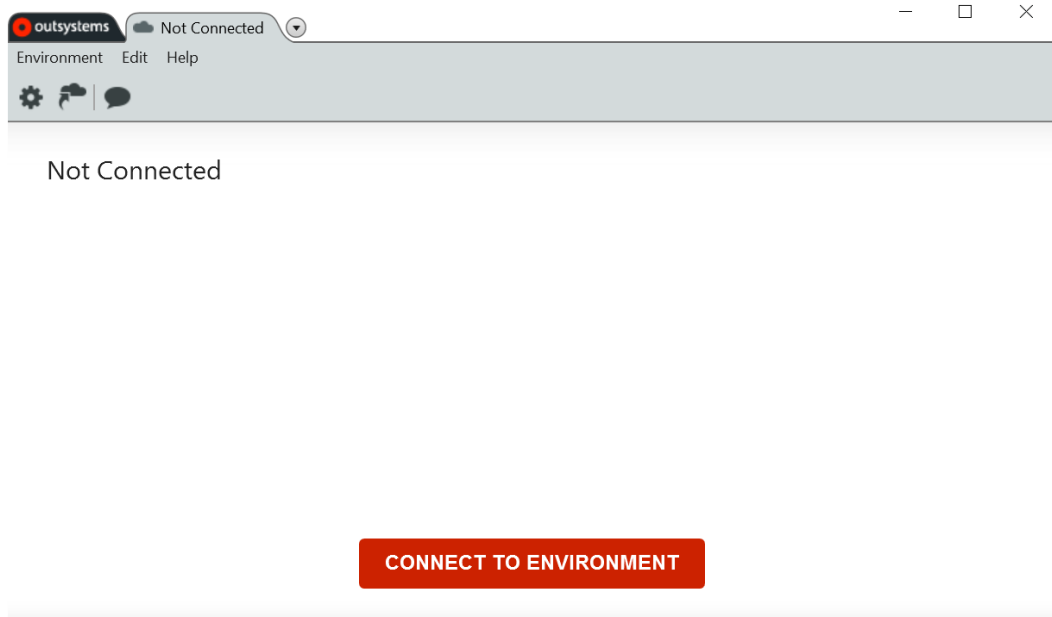 outsystems Not Connected
Environment Edit Help
Not Connected
CONNECT TO ENVIRONMENT